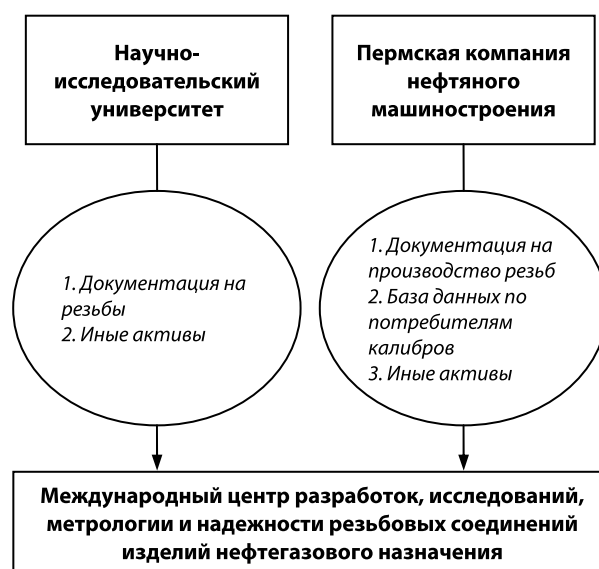 Научно-
исследовательский
университет
Пермская компания
нефтяного
машиностроения
1. Документация на
резьбы
2. Иные активы
1. Документация на
производство резьб
2. База данных по
потребителям
калибров
3. Иные активы
Международный центр разработок, исследований,
метрологии и надежности резьбовых соединений
изделий нефтегазового назначения